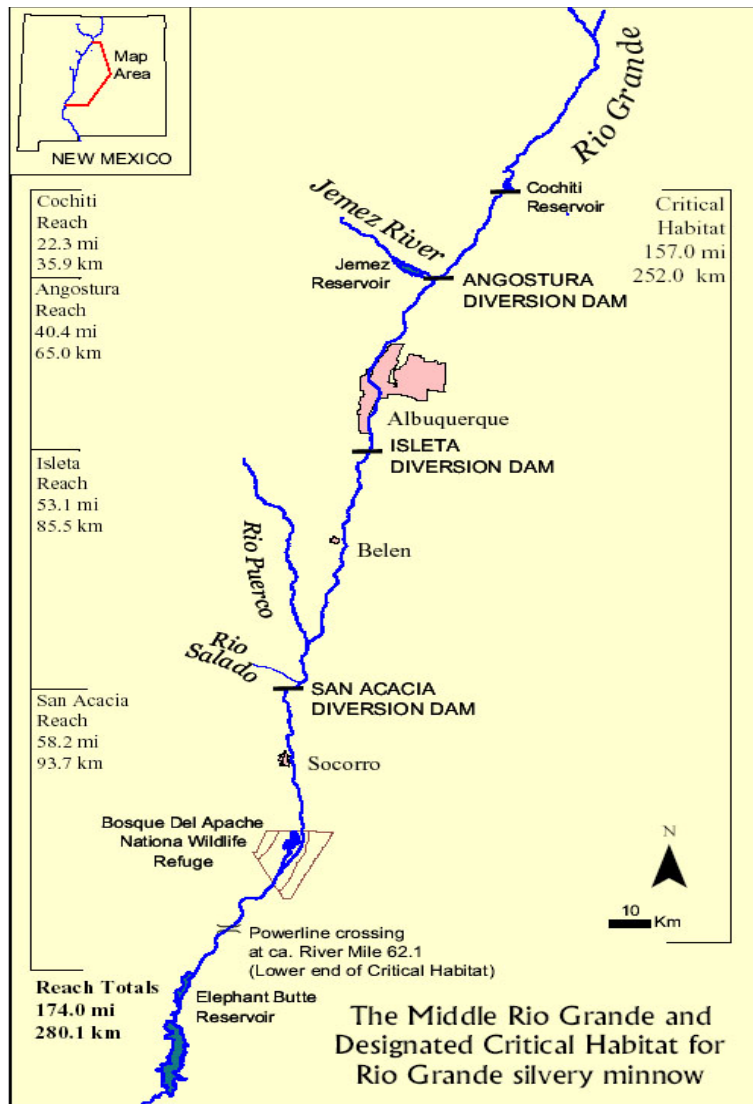 Map
Area
NEW MEXICO
Rio Grande
Cochiti
Reservoir
Jemez River
Jemez
Reservoir
ANGOSTURA
DIVERSION DAM
Albuquerque
ISLETA
DIVERSION DAM
Belen
Rio Puerco
Rio
Salado
SAN ACACIA
DIVERSION DAM
Socorro
Bosque Del Apache
Nationa Wildlife
Refuge
Powerline crossing
at ca. River Mile 62.1
(Lower end of Critical Habitat)
Elephant Butte
Reservoir
Cochiti
Reach
22.3 mi
35.9 km
Angostura
Reach
40.4 mi
65.0 km
Isleta
Reach
53.1 mi
85.5 km
San Acacia
Reach
58.2 mi
93.7 km
Reach Totals
174.0 mi
280.1 km
Critical
Habitat
157.0 mi
252.0 km
N
10
Km
The Middle Rio Grande and
Designated Critical Habitat for
Rio Grande silvery minnow